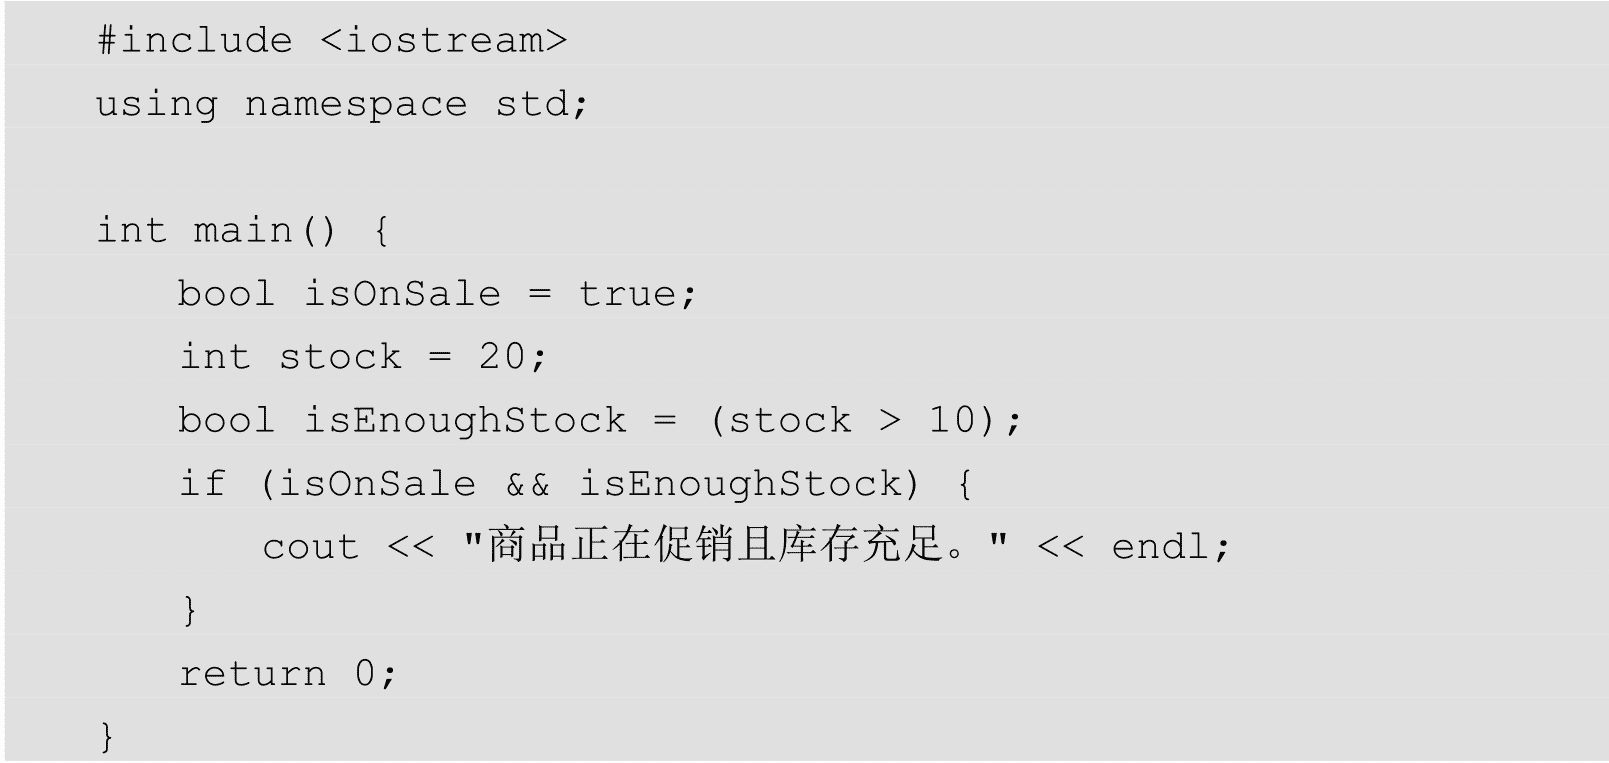 #include <iostream>
using namespace std;

int main() {
    bool isOnSale = true;
    int stock = 20;
    bool isEnoughStock = (stock > 10);
    if (isOnSale && isEnoughStock) {
        cout << "商品正在促销且库存充足。" << endl;
    }
    return 0;
}